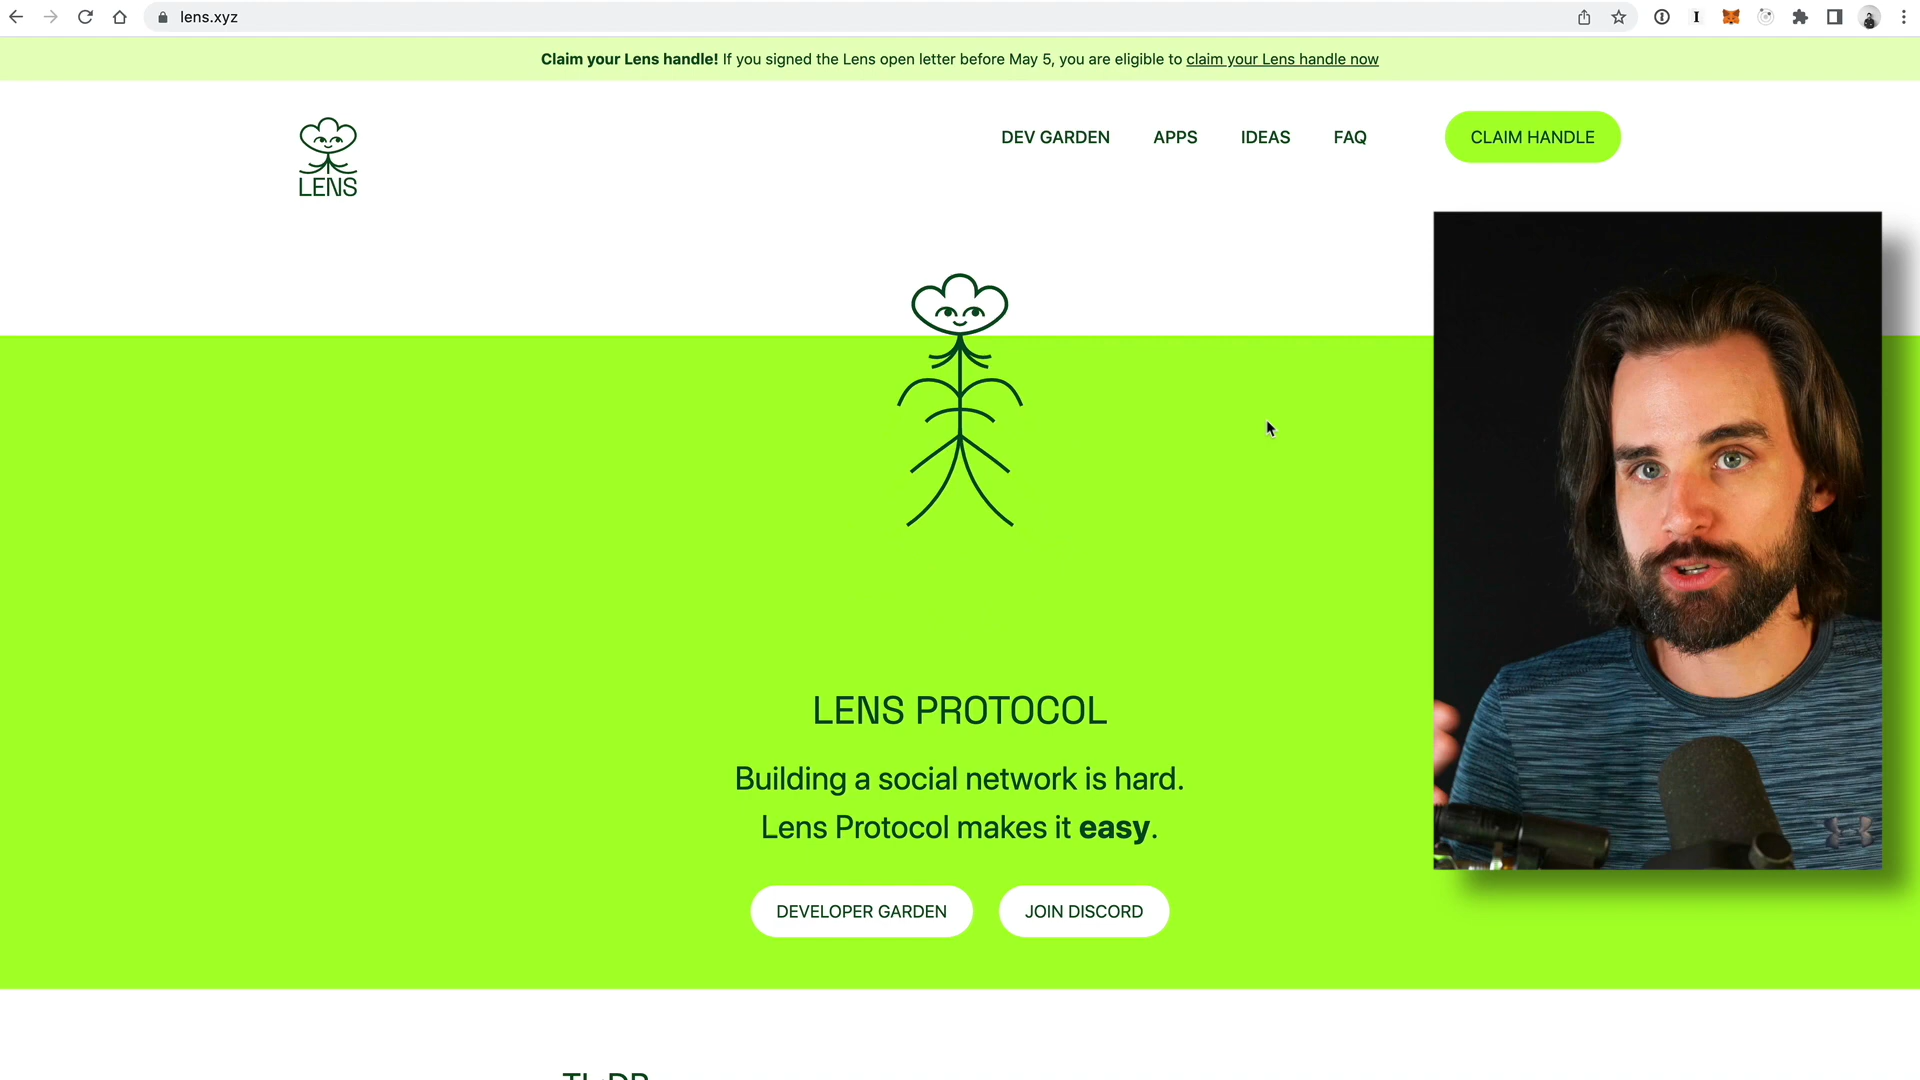 lens.xyz
Claim your Lens handle! If you signed the Lens open letter before May 5, you are eligible to claim your Lens handle now
LENS
DEV GARDEN APPS IDEAS FAQ CLAIM HANDLE
LENS PROTOCOL
Building a social network is hard.
Lens Protocol makes it easy.
DEVELOPER GARDEN JOIN DISCORD